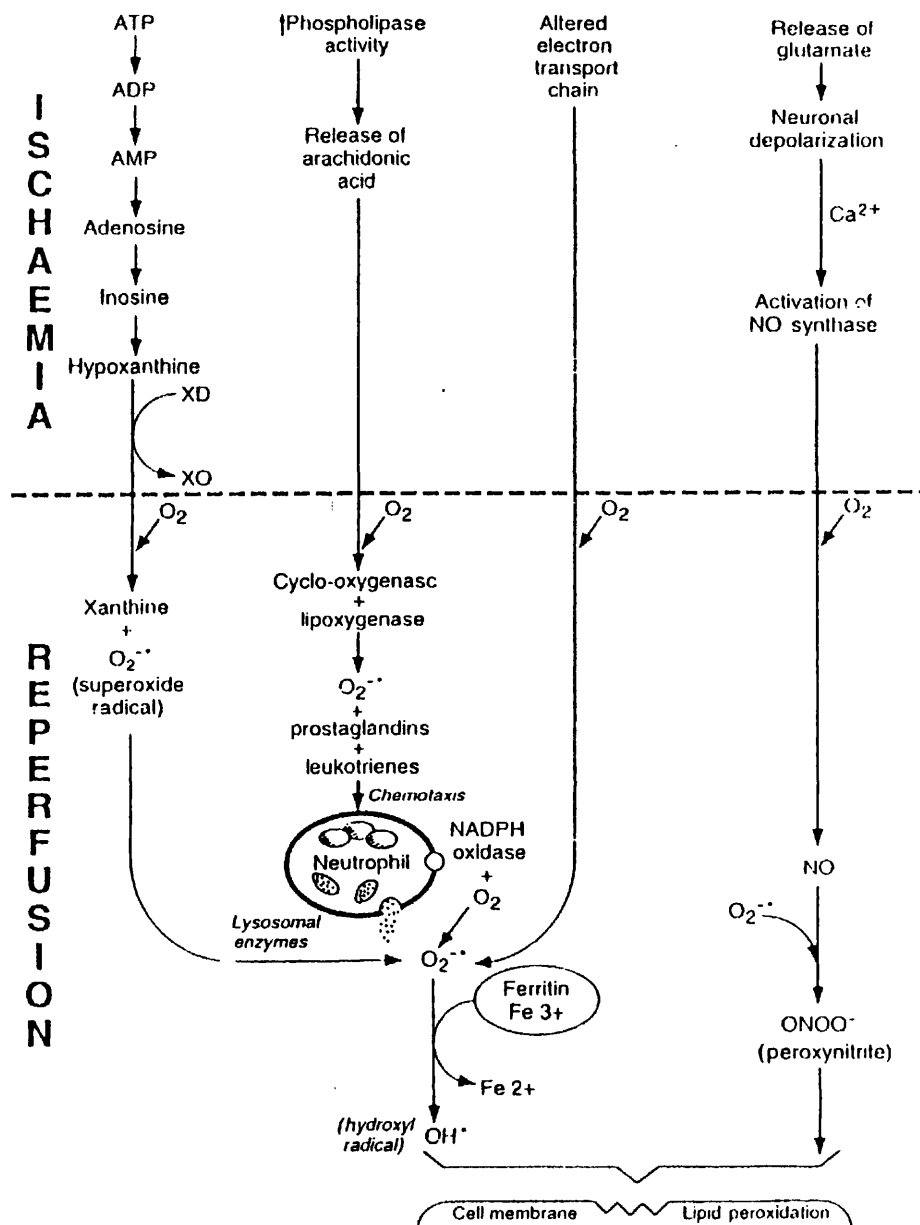 ISCHAEMIA
ATP
ADP
AMP
Adenosine
Inosine
Hypoxanthine
XD
XO
↑Phospholipase
activity
Release of
arachidonic
acid
Altered
electron
transport
chain
Release of
glutamate
Neuronal
depolarization
Ca2+
Activation of
NO synthase
REPERFUSION
O2
Xanthine
+
O2−•
(superoxide
radical)
O2
Cyclo-oxygenase
+
lipoxygenase
O2−•
+
prostaglandins
+
leukotrienes
Chemotaxis
Neutrophil
NADPH
oxidase
+
O2
Lysosomal
enzymes
O2
O2−•
Ferritin
Fe 3+
Fe 2+
(hydroxyl
radical)
OH•
O2
NO
O2−•
ONOO-
(peroxynitrite)
Cell membrane
Lipid peroxidation